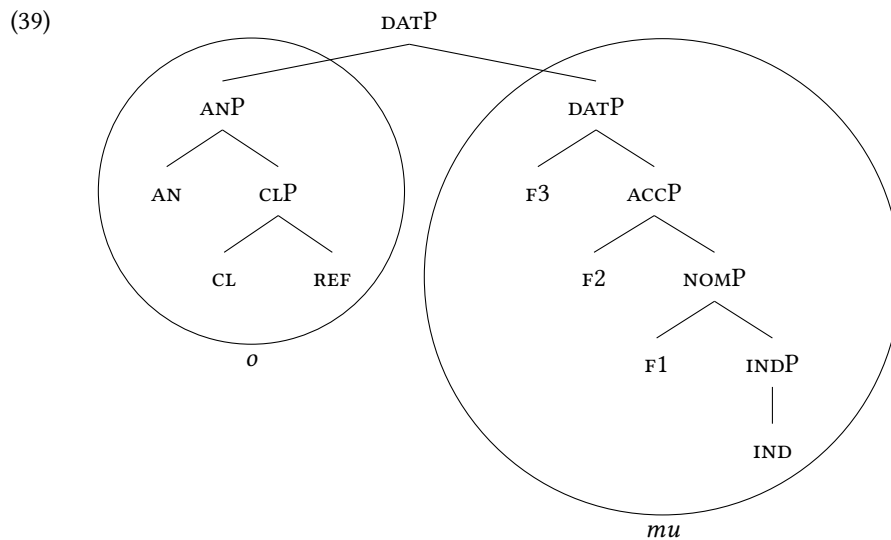 (39) DATP
ANP DATP
AN CLP F3 ACCP
CL REF F2 NOMP
o F1 INDP
IND
mu